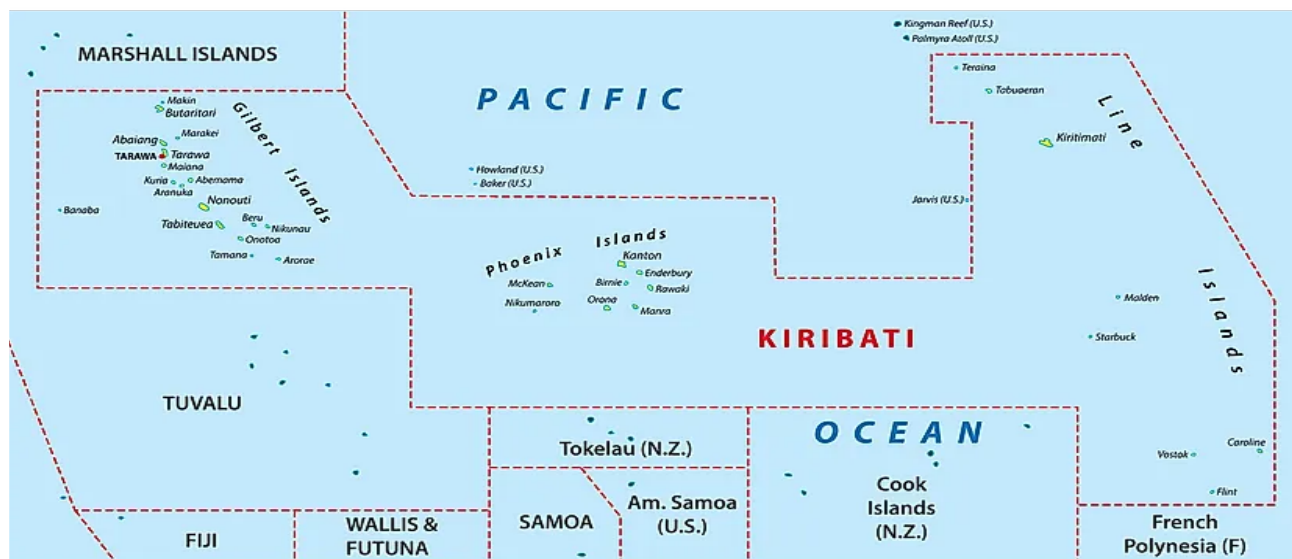 Kingman Reef (U.S.)
Palmyra Atoll (U.S.)
MARSHALL ISLANDS
Teraina
Tabuaeran
PACIFIC
Line
Makin
Butaritari
Gilbert Islands
Marakei
Abaiang
TARAWA
Tarawa
Maiana
Kiritimati
Howland (U.S.)
Baker (U.S.)
Kuria
Abemama
Aranuka
Nonouti
Jarvis (U.S.)
Banaba
Tabiteuea
Beru
Nikunau
Onotoa
Tamana
Arorae
Phoenix
Islands
Kanton
Enderbury
McKean
Birnie
Rawaki
Nikumaroro
Orona
Manra
Malden
Islands
KIRIBATI
Starbuck
TUVALU
OCEAN
Tokelau (N.Z.)
Caroline
Vostok
Flint
Cook
Islands
(N.Z.)
Am. Samoa
(U.S.)
SAMOA
WALLIS &
FUTUNA
FIJI
French
Polynesia (F)